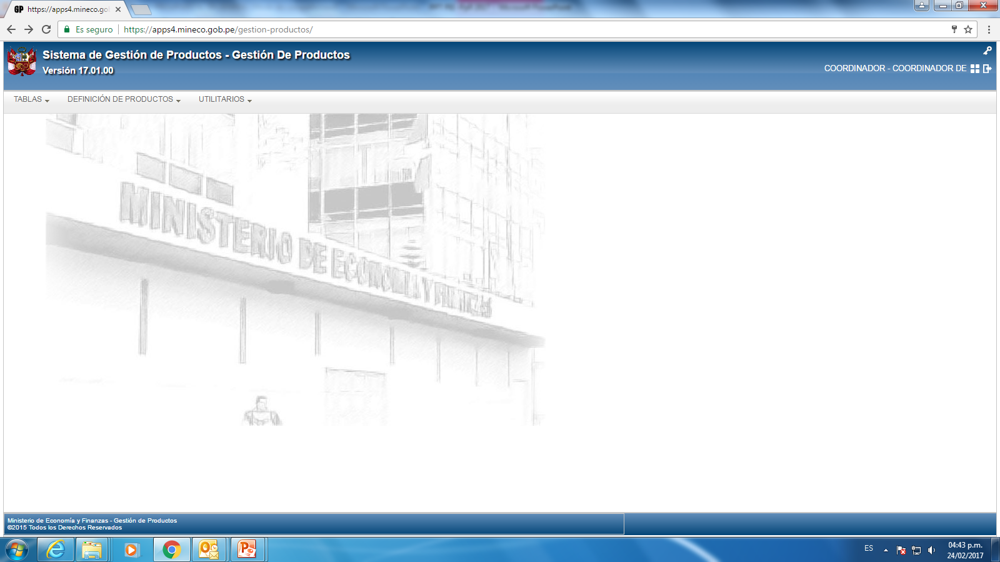 GP https://apps4.mineco.gol
Es seguro https://apps4.mineco.gob.pe/gestion-productos/
Sistema de Gestión de Productos - Gestión De Productos
Versión 17.01.00
COORDINADOR - COORDINADOR DE
TABLAS DEFINICIÓN DE PRODUCTOS UTILITARIOS
MINISTERIO DE ECONOMIA Y
Ministerio de Economía y Finanzas - Gestión de Productos
©2015 Todos los Derechos Reservados
ES
04:43 p.m.
24/02/2017